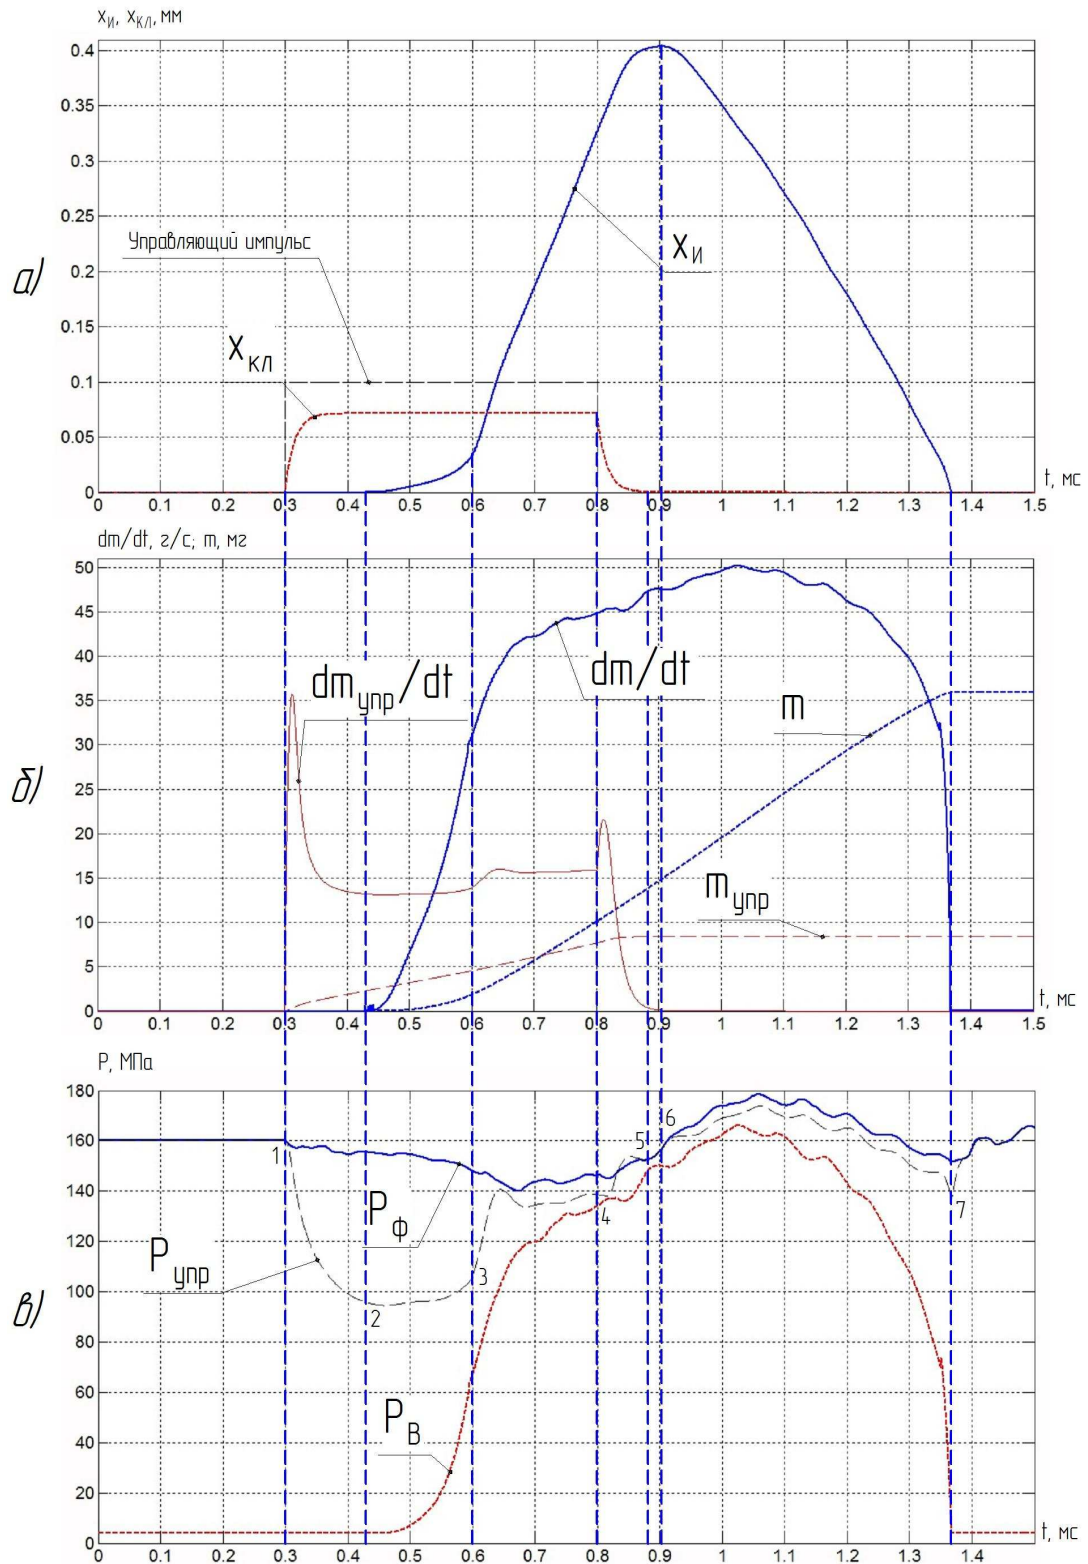 x_И, x_КЛ, мм
0.4
0.35
0.3
0.25
0.2
0.15
0.1
0.05
0
Управляющий импульс
x_И
x_КЛ
а)
0 0.1 0.2 0.3 0.4 0.5 0.6 0.7 0.8 0.9 1 1.1 1.2 1.3 1.4 1.5
t, мс
dm/dt, г/с; m, мг
50
45
40
35
30
25
20
15
10
5
0
dm_упр/dt
dm/dt
m
m_упр
б)
0 0.1 0.2 0.3 0.4 0.5 0.6 0.7 0.8 0.9 1 1.1 1.2 1.3 1.4 1.5
t, мс
P, МПа
180
160
140
120
100
80
60
40
20
0
1
2
3
4
5
6
7
P_ф
P_упр
P_В
в)
0 0.1 0.2 0.3 0.4 0.5 0.6 0.7 0.8 0.9 1 1.1 1.2 1.3 1.4 1.5
t, мс